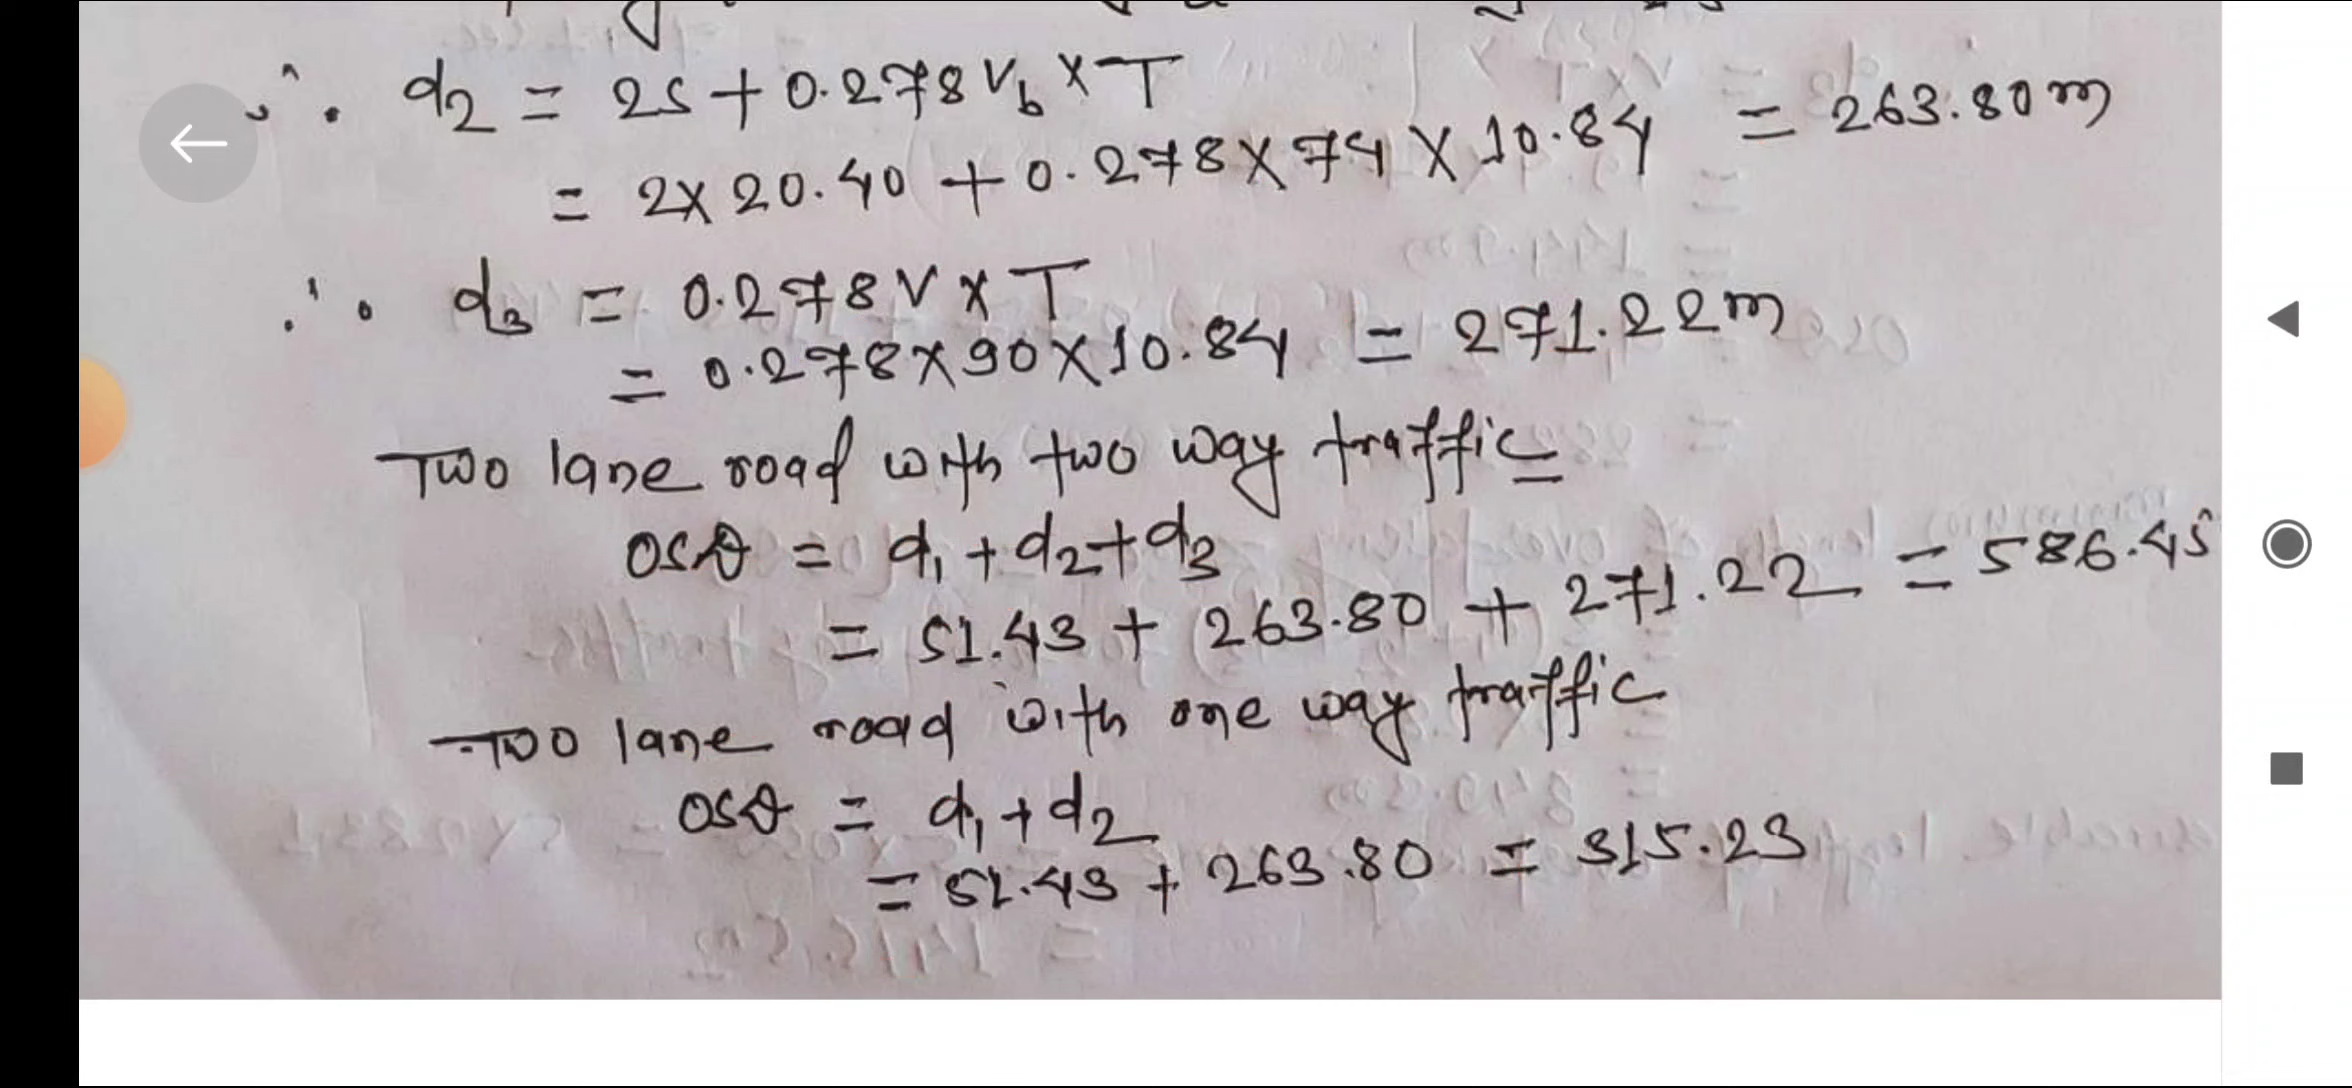 ∴ d2 = 2S + 0.278 Vb × T
= 2 × 20.40 + 0.278 × 74 × 10.84 = 263.80 m
∴ d3 = 0.278 V × T
= 0.278 × 90 × 10.84 = 271.22 m
Two lane road with two way traffic
OSD = d1 + d2 + d3
= 51.43 + 263.80 + 271.22 = 586.45
Two lane road with one way traffic
OSD = d1 + d2
= 51.43 + 263.80 = 315.23